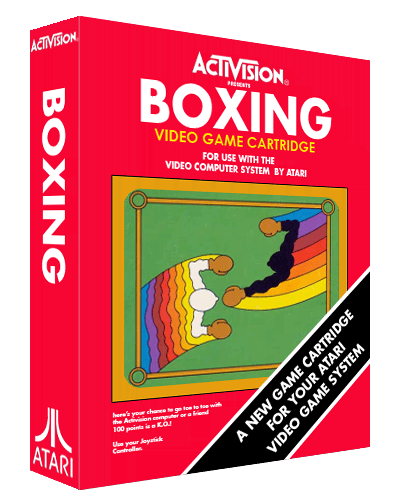 ACTIVISION
BOXING
ATARI
ACTIVISION®
PRESENTS
BOXING
VIDEO GAME CARTRIDGE
FOR USE WITH THE
VIDEO COMPUTER SYSTEM BY ATARI
here's your chance to go toe to toe with
the Activision computer or a friend
100 points is a K.O.!
Use your Joystick
Controller.
A NEW GAME CARTRIDGE
FOR YOUR ATARI
VIDEO GAME SYSTEM